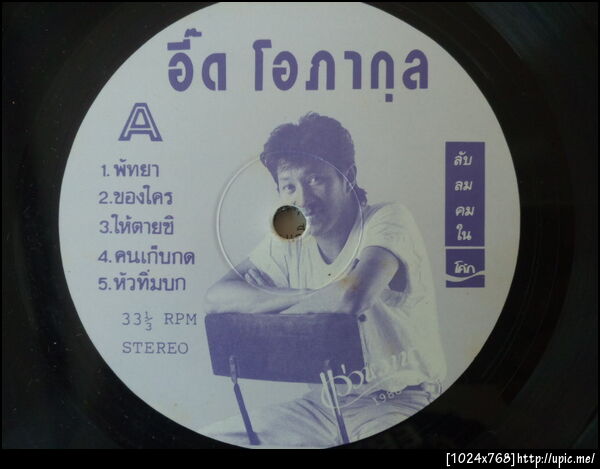 อี๊ด โอภากุล
A
1. พัทยา
2. ของใคร
3. ให้ตายซิ
4. คนเก็บกด
5. หัวทิ่มบก
33⅓ RPM
STEREO
ลับ
ลม
คม
ใน
โค้ก
[1024x768]http://upic.me/